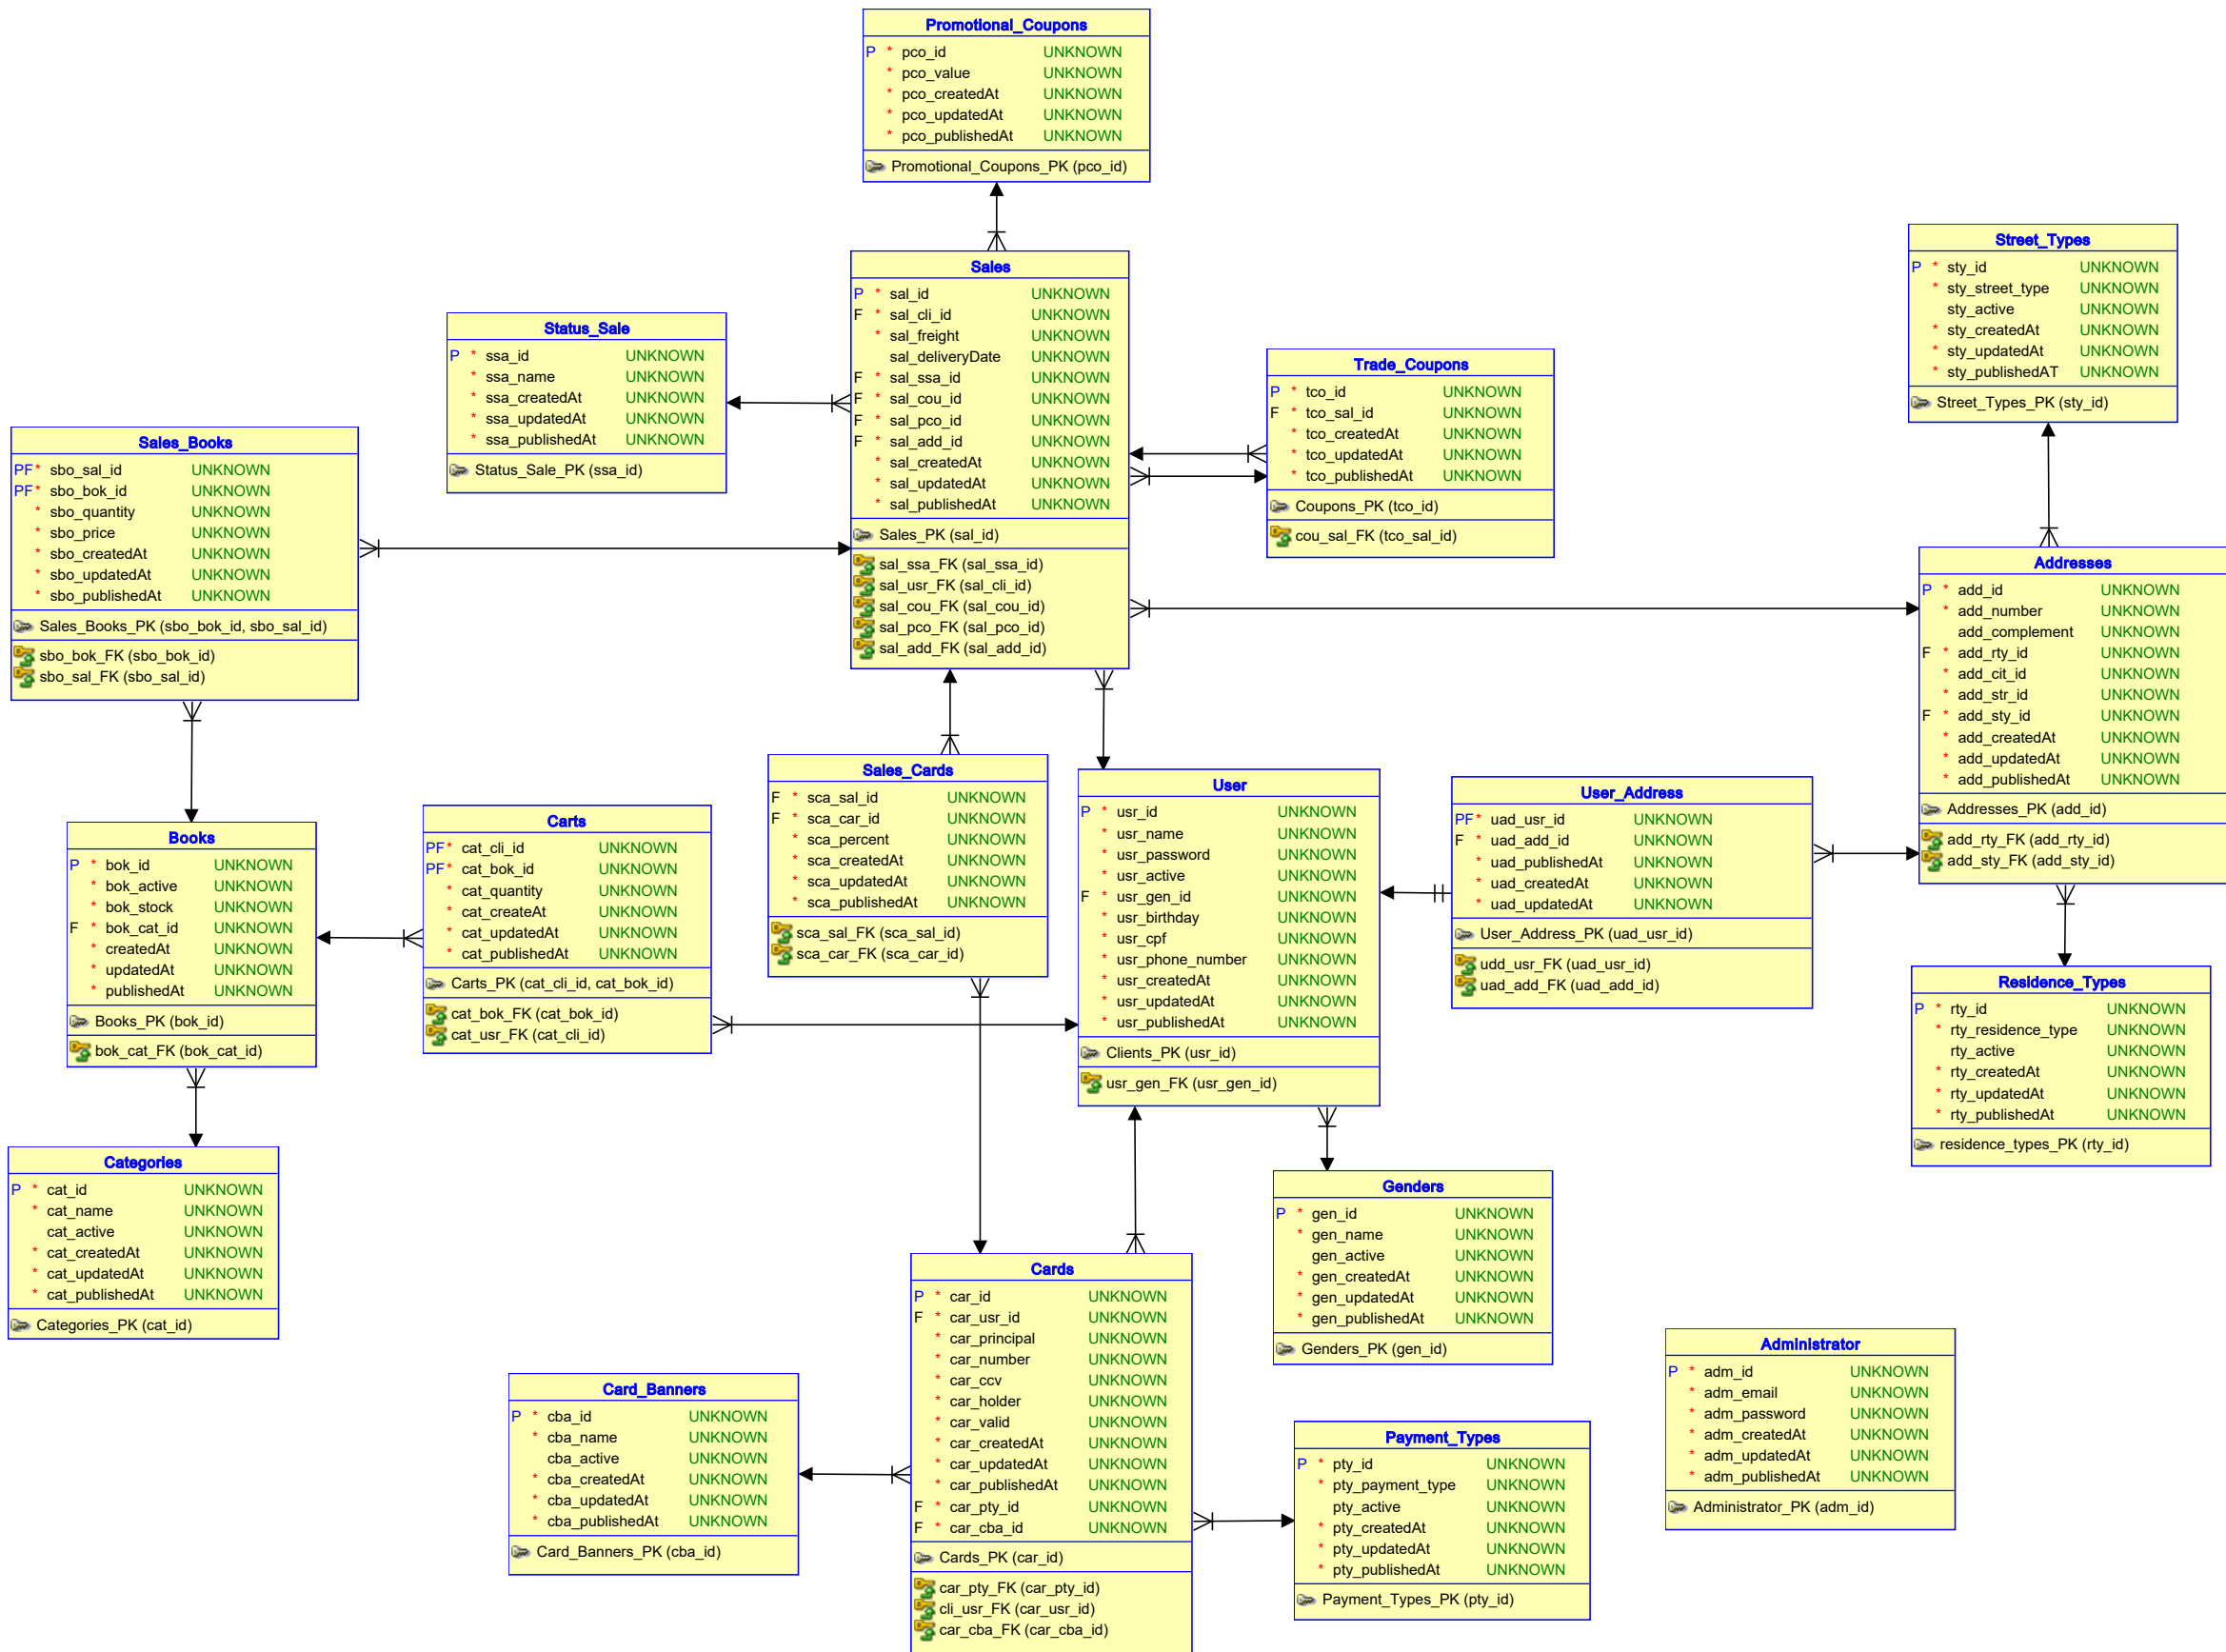 Promotional_Coupons
P * pco_id UNKNOWN
* pco_value UNKNOWN
* pco_createdAt UNKNOWN
* pco_updatedAt UNKNOWN
* pco_publishedAt UNKNOWN
Promotional_Coupons_PK (pco_id)
Sales
P * sal_id UNKNOWN
F * sal_cli_id UNKNOWN
* sal_freight UNKNOWN
sal_deliveryDate UNKNOWN
F * sal_ssa_id UNKNOWN
F * sal_cou_id UNKNOWN
F * sal_pco_id UNKNOWN
F * sal_add_id UNKNOWN
* sal_createdAt UNKNOWN
* sal_updatedAt UNKNOWN
* sal_publishedAt UNKNOWN
Sales_PK (sal_id)
sal_ssa_FK (sal_ssa_id)
sal_usr_FK (sal_cli_id)
sal_cou_FK (sal_cou_id)
sal_pco_FK (sal_pco_id)
sal_add_FK (sal_add_id)
Status_Sale
P * ssa_id UNKNOWN
* ssa_name UNKNOWN
* ssa_createdAt UNKNOWN
* ssa_updatedAt UNKNOWN
* ssa_publishedAt UNKNOWN
Status_Sale_PK (ssa_id)
Trade_Coupons
P * tco_id UNKNOWN
F * tco_sal_id UNKNOWN
* tco_createdAt UNKNOWN
* tco_updatedAt UNKNOWN
* tco_publishedAt UNKNOWN
Coupons_PK (tco_id)
cou_sal_FK (tco_sal_id)
Street_Types
P * sty_id UNKNOWN
* sty_street_type UNKNOWN
sty_active UNKNOWN
* sty_createdAt UNKNOWN
* sty_updatedAt UNKNOWN
* sty_publishedAT UNKNOWN
Street_Types_PK (sty_id)
Sales_Books
PF* sbo_sal_id UNKNOWN
PF* sbo_bok_id UNKNOWN
* sbo_quantity UNKNOWN
* sbo_price UNKNOWN
* sbo_createdAt UNKNOWN
* sbo_updatedAt UNKNOWN
* sbo_publishedAt UNKNOWN
Sales_Books_PK (sbo_bok_id, sbo_sal_id)
sbo_bok_FK (sbo_bok_id)
sbo_sal_FK (sbo_sal_id)
Addresses
P * add_id UNKNOWN
* add_number UNKNOWN
add_complement UNKNOWN
F * add_rty_id UNKNOWN
* add_cit_id UNKNOWN
* add_str_id UNKNOWN
F * add_sty_id UNKNOWN
* add_createdAt UNKNOWN
* add_updatedAt UNKNOWN
* add_publishedAt UNKNOWN
Addresses_PK (add_id)
add_rty_FK (add_rty_id)
add_sty_FK (add_sty_id)
Books
P * bok_id UNKNOWN
* bok_active UNKNOWN
* bok_stock UNKNOWN
F * bok_cat_id UNKNOWN
* createdAt UNKNOWN
* updatedAt UNKNOWN
* publishedAt UNKNOWN
Books_PK (bok_id)
bok_cat_FK (bok_cat_id)
Carts
PF* cat_cli_id UNKNOWN
PF* cat_bok_id UNKNOWN
* cat_quantity UNKNOWN
* cat_createAt UNKNOWN
* cat_updatedAt UNKNOWN
* cat_publishedAt UNKNOWN
Carts_PK (cat_cli_id, cat_bok_id)
cat_bok_FK (cat_bok_id)
cat_usr_FK (cat_cli_id)
Sales_Cards
F * sca_sal_id UNKNOWN
F * sca_car_id UNKNOWN
* sca_percent UNKNOWN
* sca_createdAt UNKNOWN
* sca_updatedAt UNKNOWN
* sca_publishedAt UNKNOWN
sca_sal_FK (sca_sal_id)
sca_car_FK (sca_car_id)
User
P * usr_id UNKNOWN
* usr_name UNKNOWN
* usr_password UNKNOWN
* usr_active UNKNOWN
F * usr_gen_id UNKNOWN
* usr_birthday UNKNOWN
* usr_cpf UNKNOWN
* usr_phone_number UNKNOWN
* usr_createdAt UNKNOWN
* usr_updatedAt UNKNOWN
* usr_publishedAt UNKNOWN
Clients_PK (usr_id)
usr_gen_FK (usr_gen_id)
User_Address
PF* uad_usr_id UNKNOWN
F * uad_add_id UNKNOWN
* uad_publishedAt UNKNOWN
* uad_createdAt UNKNOWN
* uad_updatedAt UNKNOWN
User_Address_PK (uad_usr_id)
udd_usr_FK (uad_usr_id)
uad_add_FK (uad_add_id)
Residence_Types
P * rty_id UNKNOWN
* rty_residence_type UNKNOWN
rty_active UNKNOWN
* rty_createdAt UNKNOWN
* rty_updatedAt UNKNOWN
* rty_publishedAt UNKNOWN
residence_types_PK (rty_id)
Categories
P * cat_id UNKNOWN
* cat_name UNKNOWN
cat_active UNKNOWN
* cat_createdAt UNKNOWN
* cat_updatedAt UNKNOWN
* cat_publishedAt UNKNOWN
Categories_PK (cat_id)
Genders
P * gen_id UNKNOWN
* gen_name UNKNOWN
gen_active UNKNOWN
* gen_createdAt UNKNOWN
* gen_updatedAt UNKNOWN
* gen_publishedAt UNKNOWN
Genders_PK (gen_id)
Cards
P * car_id UNKNOWN
F * car_usr_id UNKNOWN
* car_principal UNKNOWN
* car_number UNKNOWN
* car_ccv UNKNOWN
* car_holder UNKNOWN
* car_valid UNKNOWN
* car_createdAt UNKNOWN
* car_updatedAt UNKNOWN
* car_publishedAt UNKNOWN
F * car_pty_id UNKNOWN
F * car_cba_id UNKNOWN
Cards_PK (car_id)
car_pty_FK (car_pty_id)
cli_usr_FK (car_usr_id)
car_cba_FK (car_cba_id)
Card_Banners
P * cba_id UNKNOWN
* cba_name UNKNOWN
cba_active UNKNOWN
* cba_createdAt UNKNOWN
* cba_updatedAt UNKNOWN
* cba_publishedAt UNKNOWN
Card_Banners_PK (cba_id)
Payment_Types
P * pty_id UNKNOWN
* pty_payment_type UNKNOWN
pty_active UNKNOWN
* pty_createdAt UNKNOWN
* pty_updatedAt UNKNOWN
* pty_publishedAt UNKNOWN
Payment_Types_PK (pty_id)
Administrator
P * adm_id UNKNOWN
* adm_email UNKNOWN
* adm_password UNKNOWN
* adm_createdAt UNKNOWN
* adm_updatedAt UNKNOWN
* adm_publishedAt UNKNOWN
Administrator_PK (adm_id)